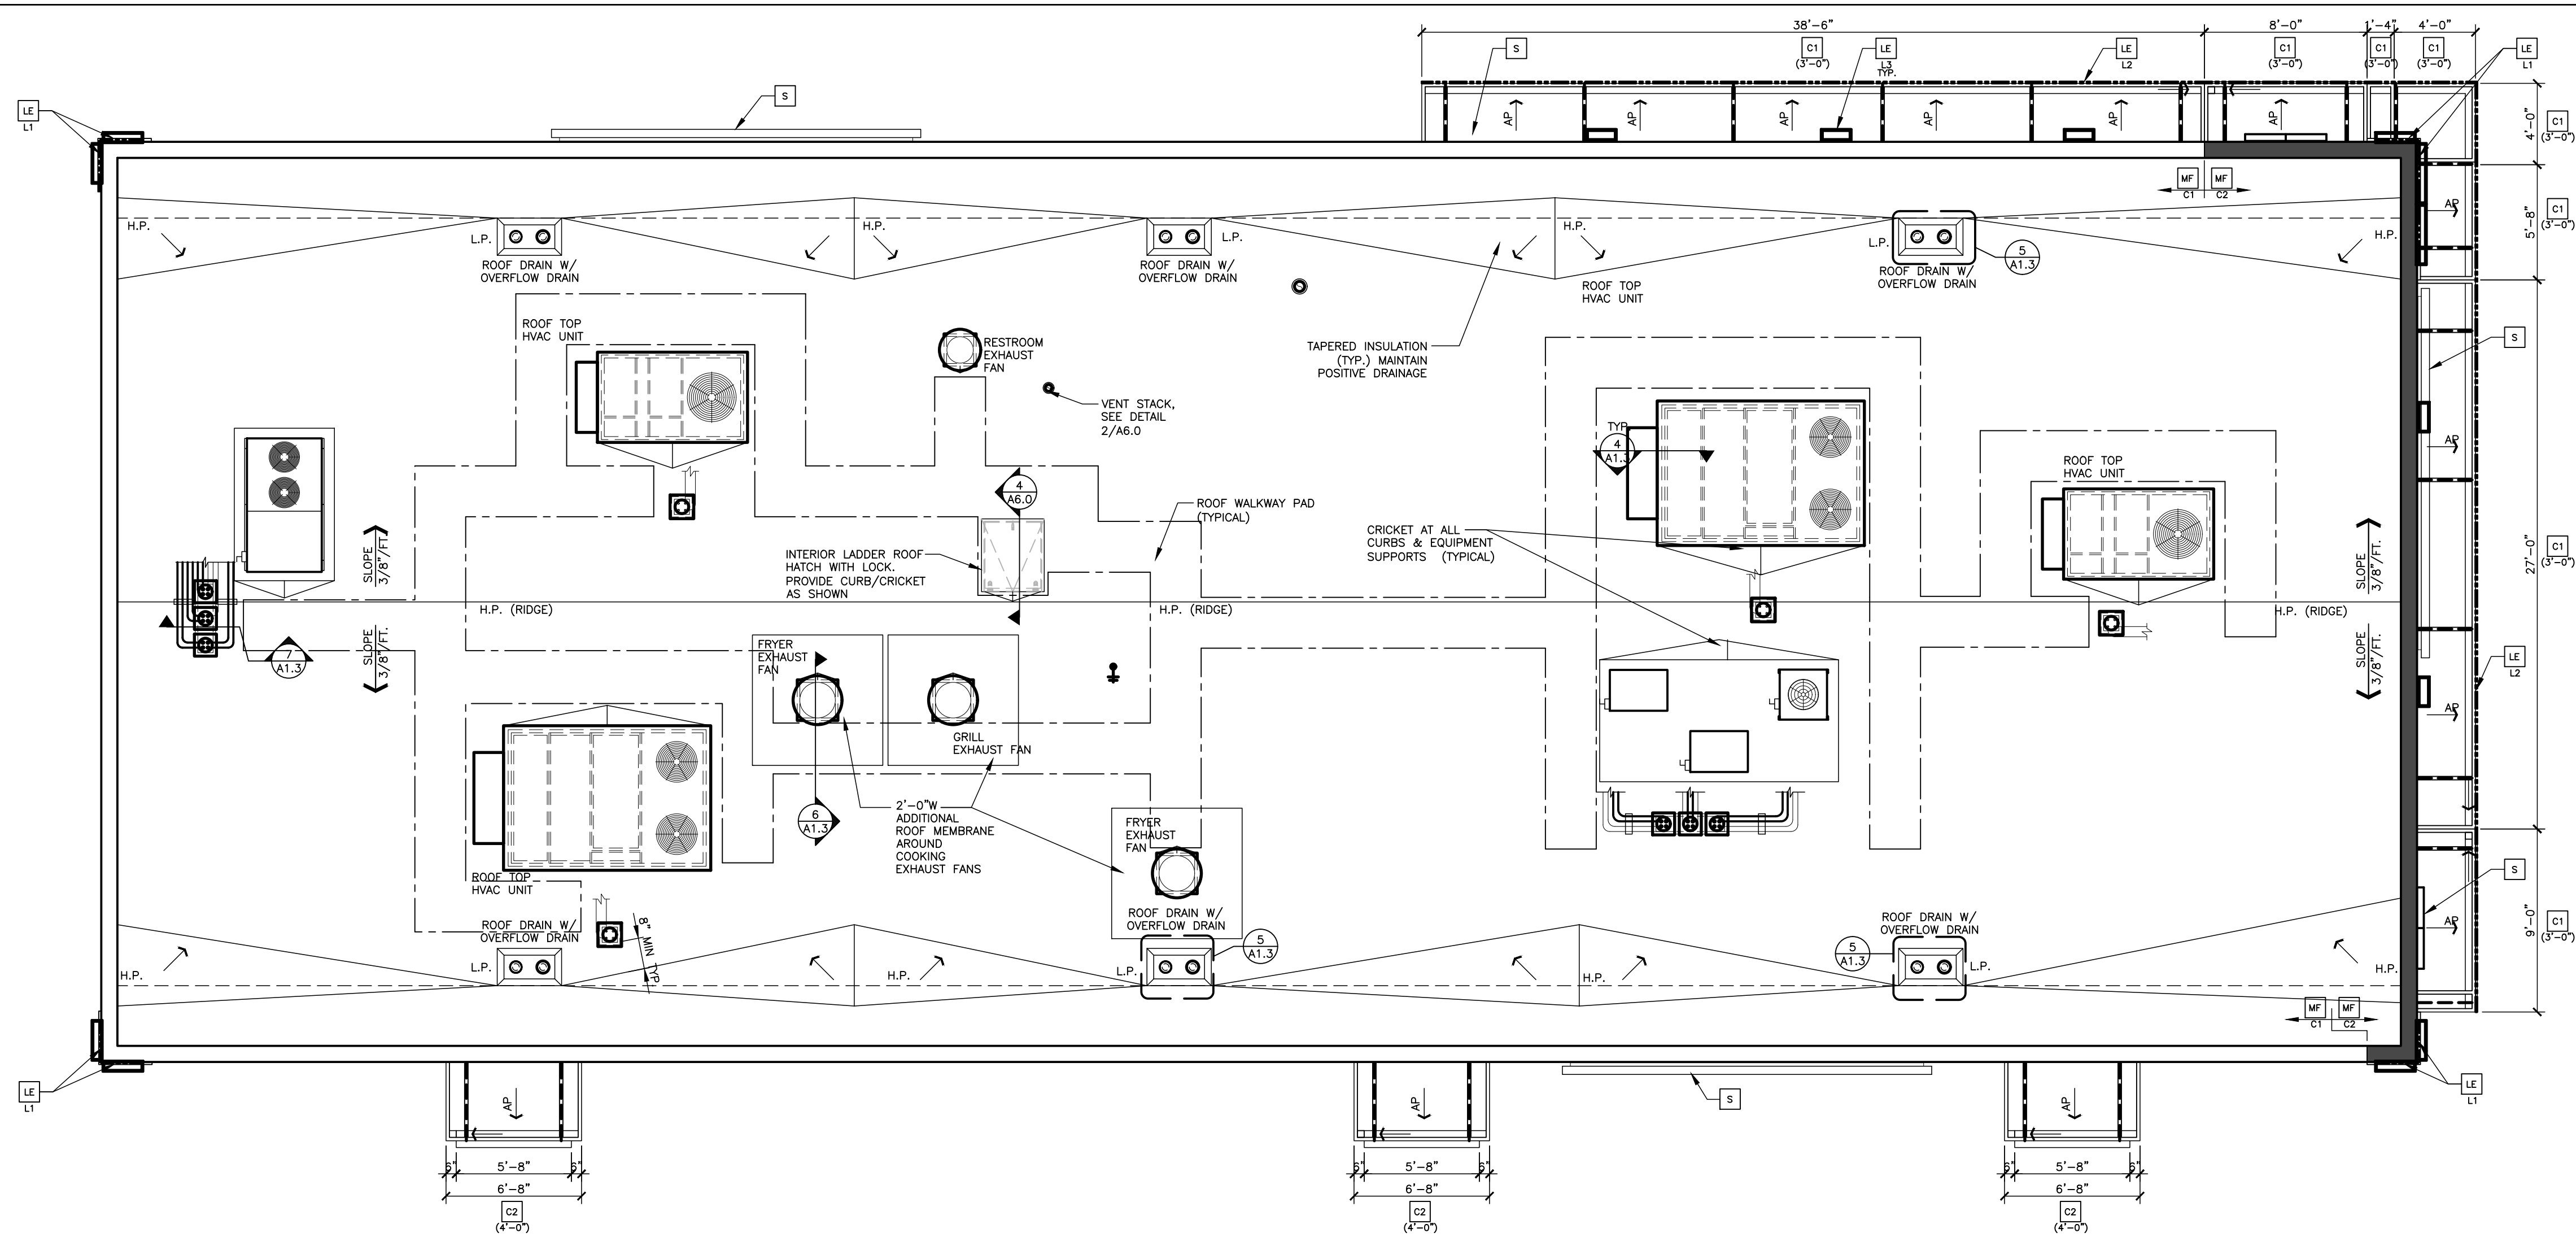 38'-6"
8'-0"
1'-4"
4'-0"
S
C1
(3'-0")
LE
L3
TYP.
LE
L2
C1
(3'-0")
C1
(3'-0")
C1
(3'-0")
LE
L1
LE
L1
S
AP
AP
AP
AP
AP
AP
4'-0"
C1
(3'-0")
MF
C1
MF
C2
AP
5'-8"
C1
(3'-0")
H.P.
L.P.
ROOF DRAIN W/
OVERFLOW DRAIN
H.P.
L.P.
ROOF DRAIN W/
OVERFLOW DRAIN
H.P.
L.P.
ROOF DRAIN W/
OVERFLOW DRAIN
5
A1.3
H.P.
ROOF TOP
HVAC UNIT
ROOF TOP
HVAC UNIT
RESTROOM
EXHAUST
FAN
TAPERED INSULATION
(TYP.) MAINTAIN
POSITIVE DRAINAGE
S
VENT STACK,
SEE DETAIL
2/A6.0
TYP.
4
A1.3
AP
ROOF TOP
HVAC UNIT
4
A6.0
ROOF WALKWAY PAD
(TYPICAL)
CRICKET AT ALL
CURBS & EQUIPMENT
SUPPORTS (TYPICAL)
INTERIOR LADDER ROOF
HATCH WITH LOCK.
PROVIDE CURB/CRICKET
AS SHOWN
SLOPE
3/8"/FT.
SLOPE
3/8"/FT.
27'-0"
C1
(3'-0")
H.P. (RIDGE)
H.P. (RIDGE)
H.P. (RIDGE)
SLOPE
3/8"/FT.
SLOPE
3/8"/FT.
7
A1.3
FRYER
EXHAUST
FAN
LE
L2
AP
GRILL
EXHAUST FAN
6
A1.3
2'-0"W
ADDITIONAL
ROOF MEMBRANE
AROUND
COOKING
EXHAUST FANS
FRYER
EXHAUST
FAN
ROOF TOP
HVAC UNIT
S
ROOF DRAIN W/
OVERFLOW DRAIN
8" MIN TYP
ROOF DRAIN W/
OVERFLOW DRAIN
ROOF DRAIN W/
OVERFLOW DRAIN
AP
9'-0"
C1
(3'-0")
5
A1.3
5
A1.3
H.P.
L.P.
H.P.
L.P.
H.P.
L.P.
H.P.
MF
C1
MF
C2
LE
L1
S
LE
L1
AP
AP
AP
6"
5'-8"
6"
6'-8"
C2
(4'-0")
6"
5'-8"
6"
6'-8"
C2
(4'-0")
6"
5'-8"
6"
6'-8"
C2
(4'-0")